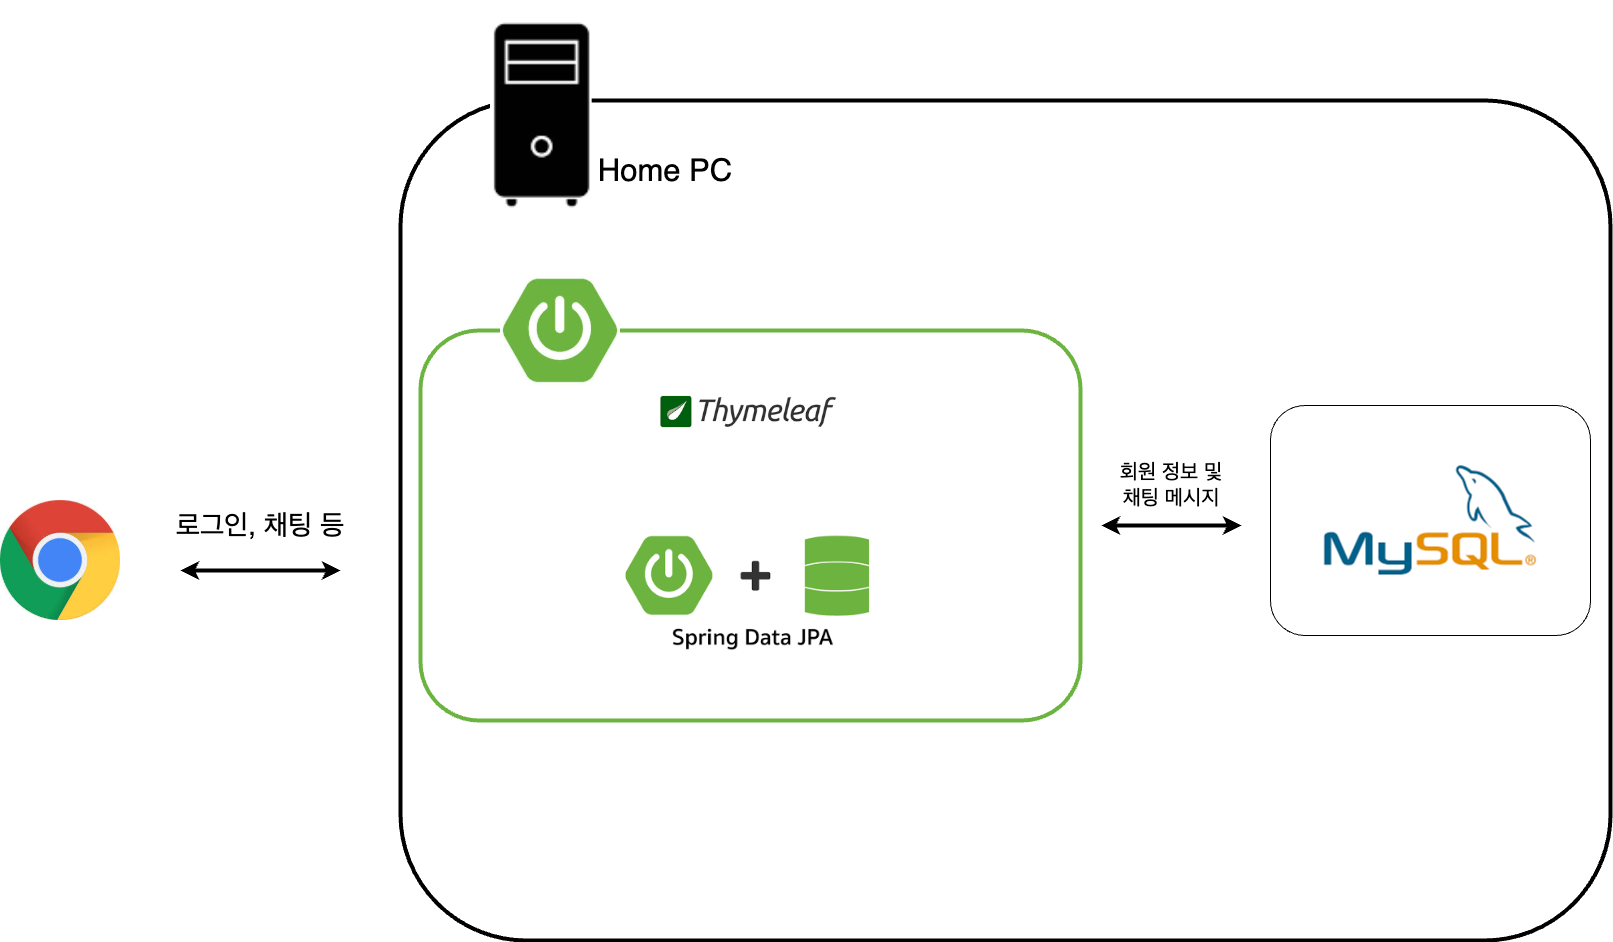 Home PC
Thymeleaf
로그인, 채팅 등
회원 정보 및
채팅 메시지
MySQL®
Spring Data JPA